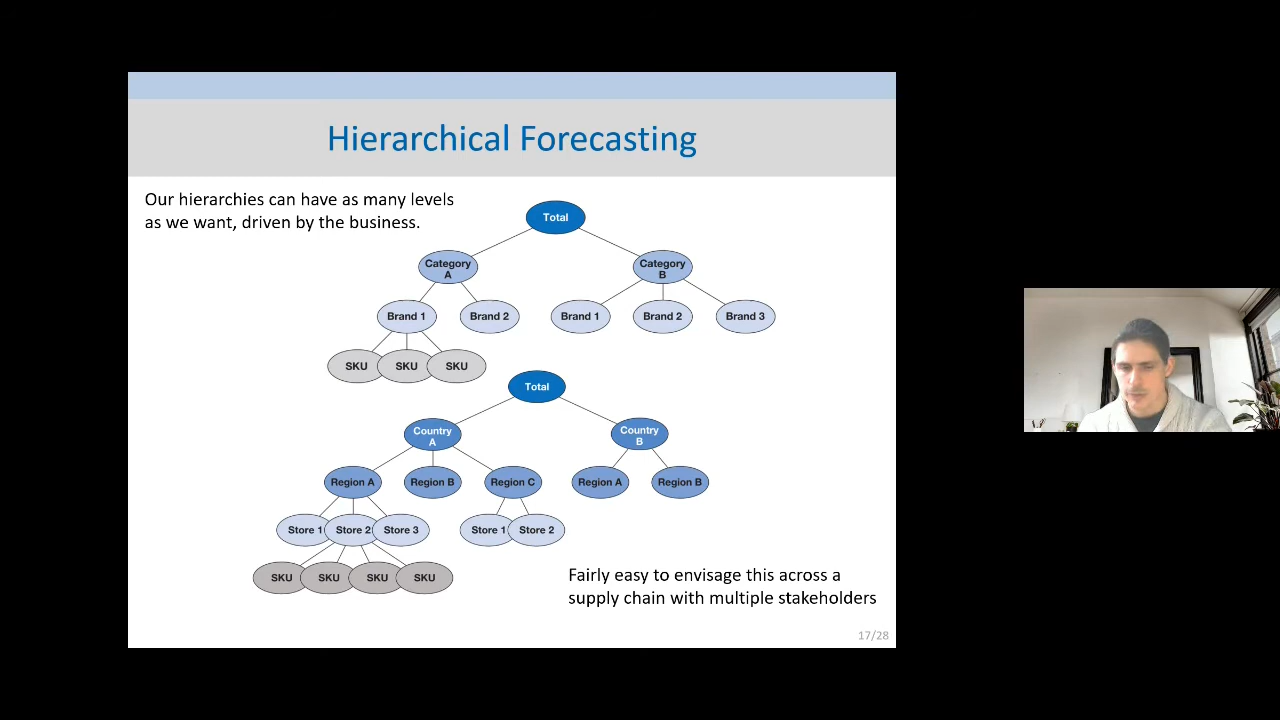 Hierarchical Forecasting
Our hierarchies can have as many levels
as we want, driven by the business.
Total
Category
A
Category
B
Brand 1
Brand 2
Brand 1
Brand 2
Brand 3
SKU
SKU
SKU
Total
Country
A
Country
B
Region A
Region B
Region C
Region A
Region B
Store 1
Store 2
Store 3
Store 1
Store 2
SKU
SKU
SKU
SKU
Fairly easy to envisage this across a
supply chain with multiple stakeholders
17/28